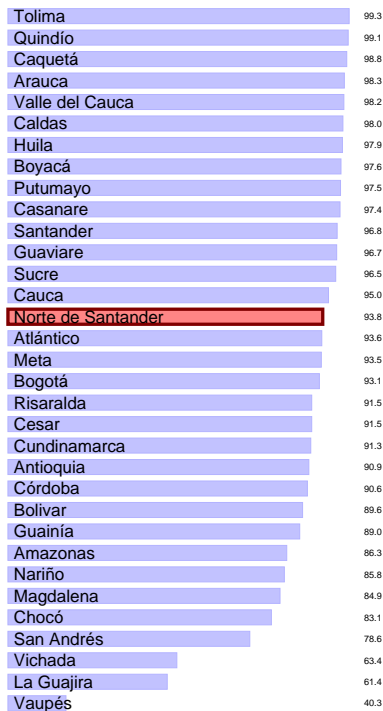 Tolima 99.3
Quindío 99.1
Caquetá 98.8
Arauca 98.3
Valle del Cauca 98.2
Caldas 98.0
Huila 97.9
Boyacá 97.6
Putumayo 97.5
Casanare 97.4
Santander 96.8
Guaviare 96.7
Sucre 96.5
Cauca 95.0
Norte de Santander 93.8
Atlántico 93.6
Meta 93.5
Bogotá 93.1
Risaralda 91.5
Cesar 91.5
Cundinamarca 91.3
Antioquia 90.9
Córdoba 90.6
Bolivar 89.6
Guainía 89.0
Amazonas 86.3
Nariño 85.8
Magdalena 84.9
Chocó 83.1
San Andrés 78.6
Vichada 63.4
La Guajira 61.4
Vaupés 40.3